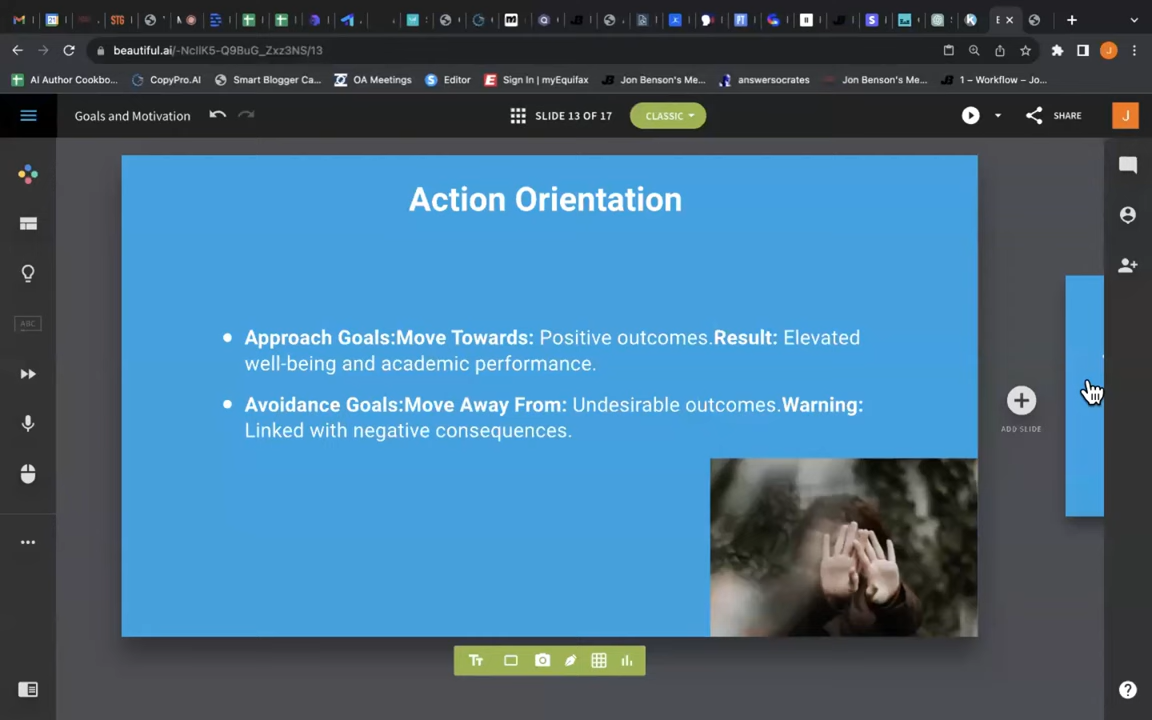 STG
beautiful.ai/-NcIIK5-Q9BuG_Zxz3NS/13
AI Author Cookbo...
CopyPro.AI
Smart Blogger Ca...
OA Meetings
Editor
Sign In | myEquifax
Jon Benson's Me...
answersocrates
Jon Benson's Me...
1 – Workflow – Jo...
Goals and Motivation
SLIDE 13 OF 17
CLASSIC
SHARE
J
Action Orientation
Approach Goals:Move Towards: Positive outcomes.Result: Elevated
well-being and academic performance.
Avoidance Goals:Move Away From: Undesirable outcomes.Warning:
Linked with negative consequences.
ADD SLIDE
ABC